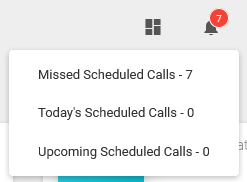 7
Missed Scheduled Calls - 7
Today's Scheduled Calls - 0
Upcoming Scheduled Calls - 0